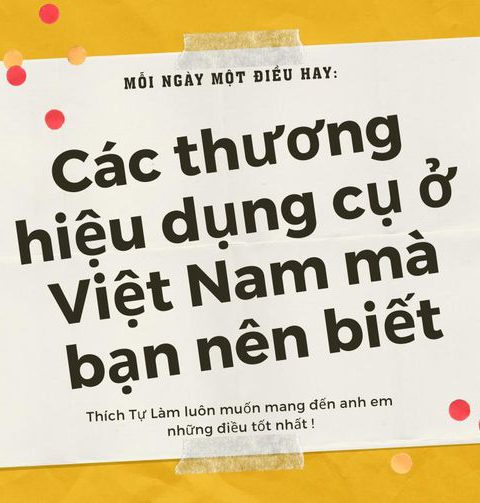 MỖI NGÀY MỘT ĐIỀU HAY:
Các thương
hiệu dụng cụ ở
Việt Nam mà
bạn nên biết
Thích Tự Làm luôn muốn mang đến anh em
những điều tốt nhất !